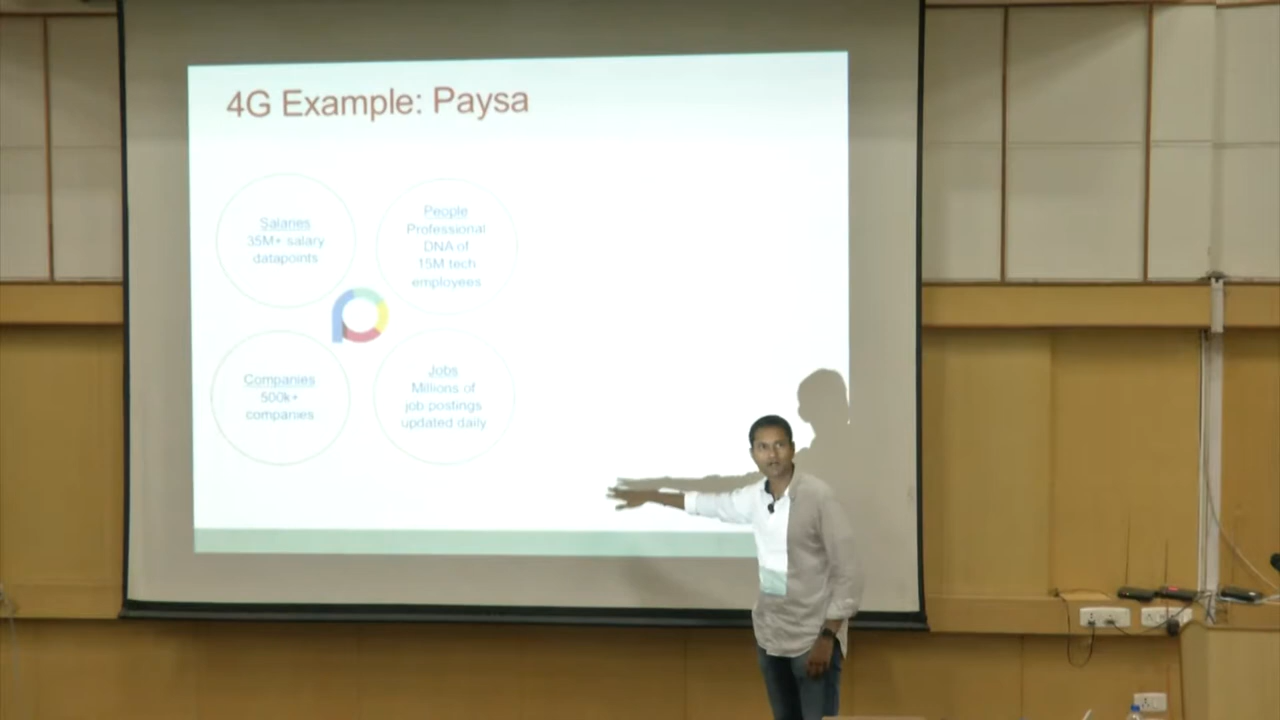 4G Example: Paysa
Salaries
35M+ salary
datapoints
People
Professional
DNA of
15M tech
employees
Companies
500k+
companies
Jobs
Millions of
job postings
updated daily